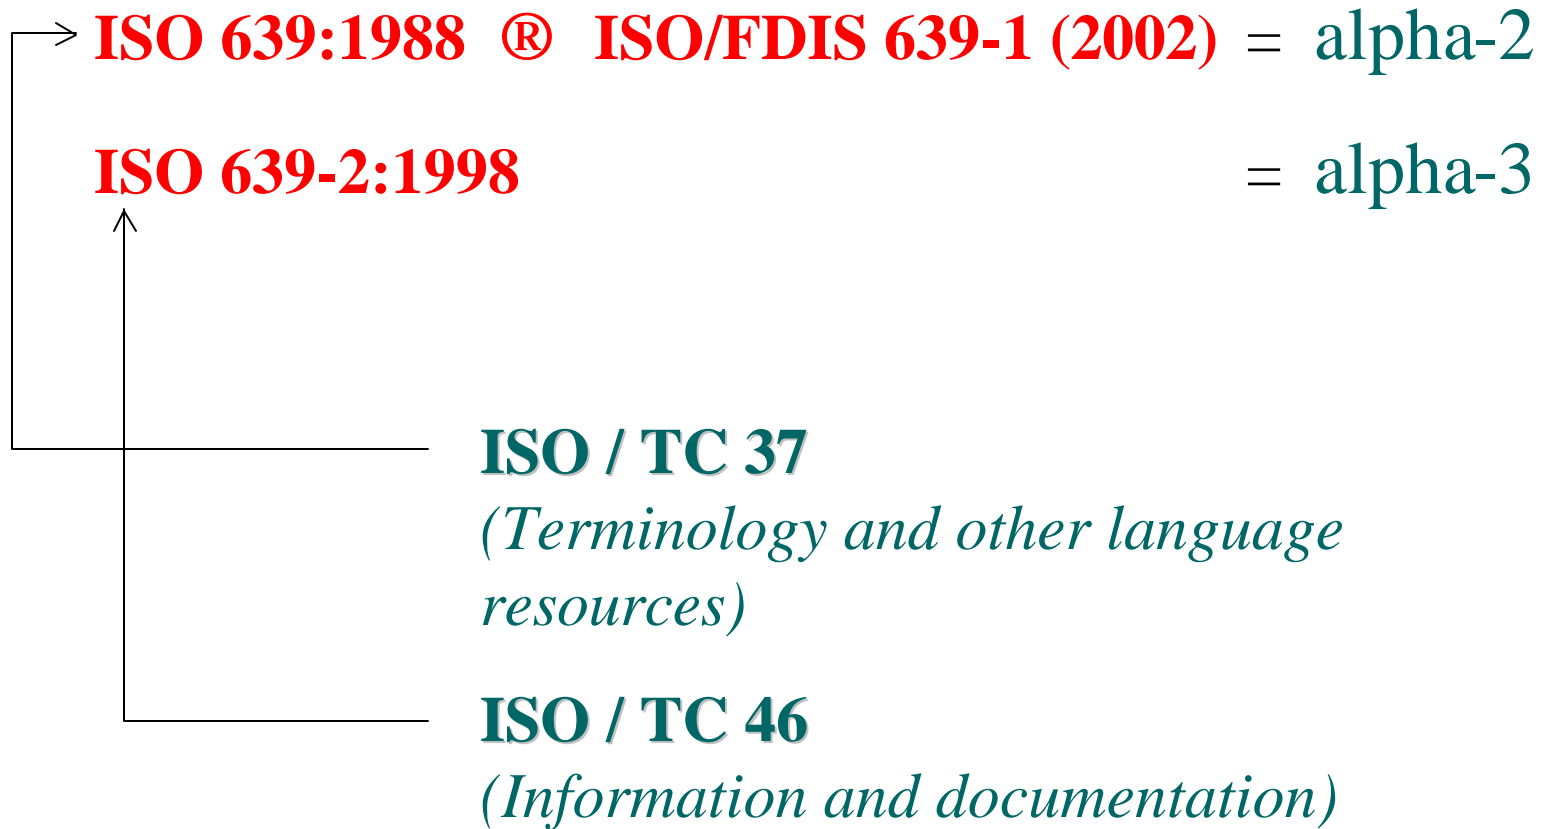 ISO 639:1988 ® ISO/FDIS 639-1 (2002) = alpha-2
ISO 639-2:1998 = alpha-3
ISO / TC 37
(Terminology and other language
resources)
ISO / TC 46
(Information and documentation)